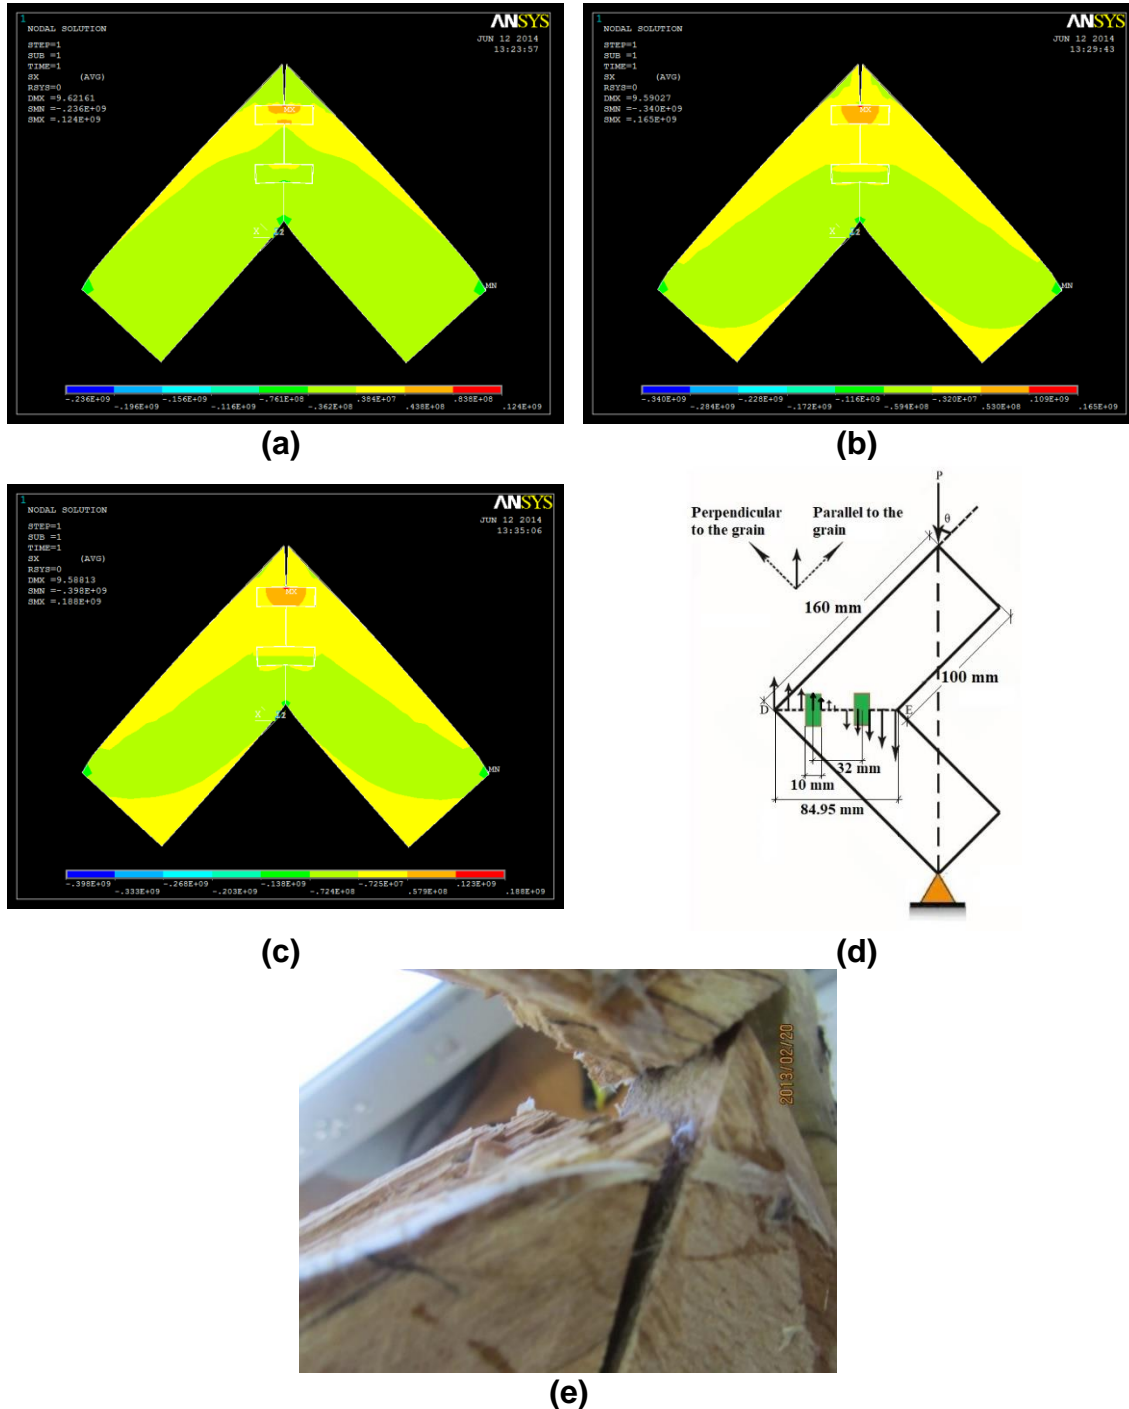 1
NODAL SOLUTION
STEP=1
SUB =1
TIME=1
SX (AVG)
RSYS=0
DMX =9.62161
SMN =-.236E+09
SMX =.124E+09
ANSYS
JUN 12 2014
13:23:57
MX
X
MN
-.236E+09
-.196E+09
-.156E+09
-.116E+09
-.761E+08
-.362E+08
.384E+07
.438E+08
.838E+08
.124E+09
(a)
1
NODAL SOLUTION
STEP=1
SUB =1
TIME=1
SX (AVG)
RSYS=0
DMX =9.59027
SMN =-.340E+09
SMX =.165E+09
ANSYS
JUN 12 2014
13:29:43
MX
X
MN
-.340E+09
-.284E+09
-.228E+09
-.172E+09
-.116E+09
-.594E+08
-.320E+07
.530E+08
.109E+09
.165E+09
(b)
1
NODAL SOLUTION
STEP=1
SUB =1
TIME=1
SX (AVG)
RSYS=0
DMX =9.58813
SMN =-.398E+09
SMX =.188E+09
ANSYS
JUN 12 2014
13:35:06
MX
X
MN
-.398E+09
-.333E+09
-.268E+09
-.203E+09
-.138E+09
-.724E+08
-.725E+07
.579E+08
.123E+09
.188E+09
(c)
P
θ
Perpendicular
to the grain
Parallel to the
grain
160 mm
100 mm
D
E
32 mm
10 mm
84.95 mm
(d)
2013/02/20
(e)